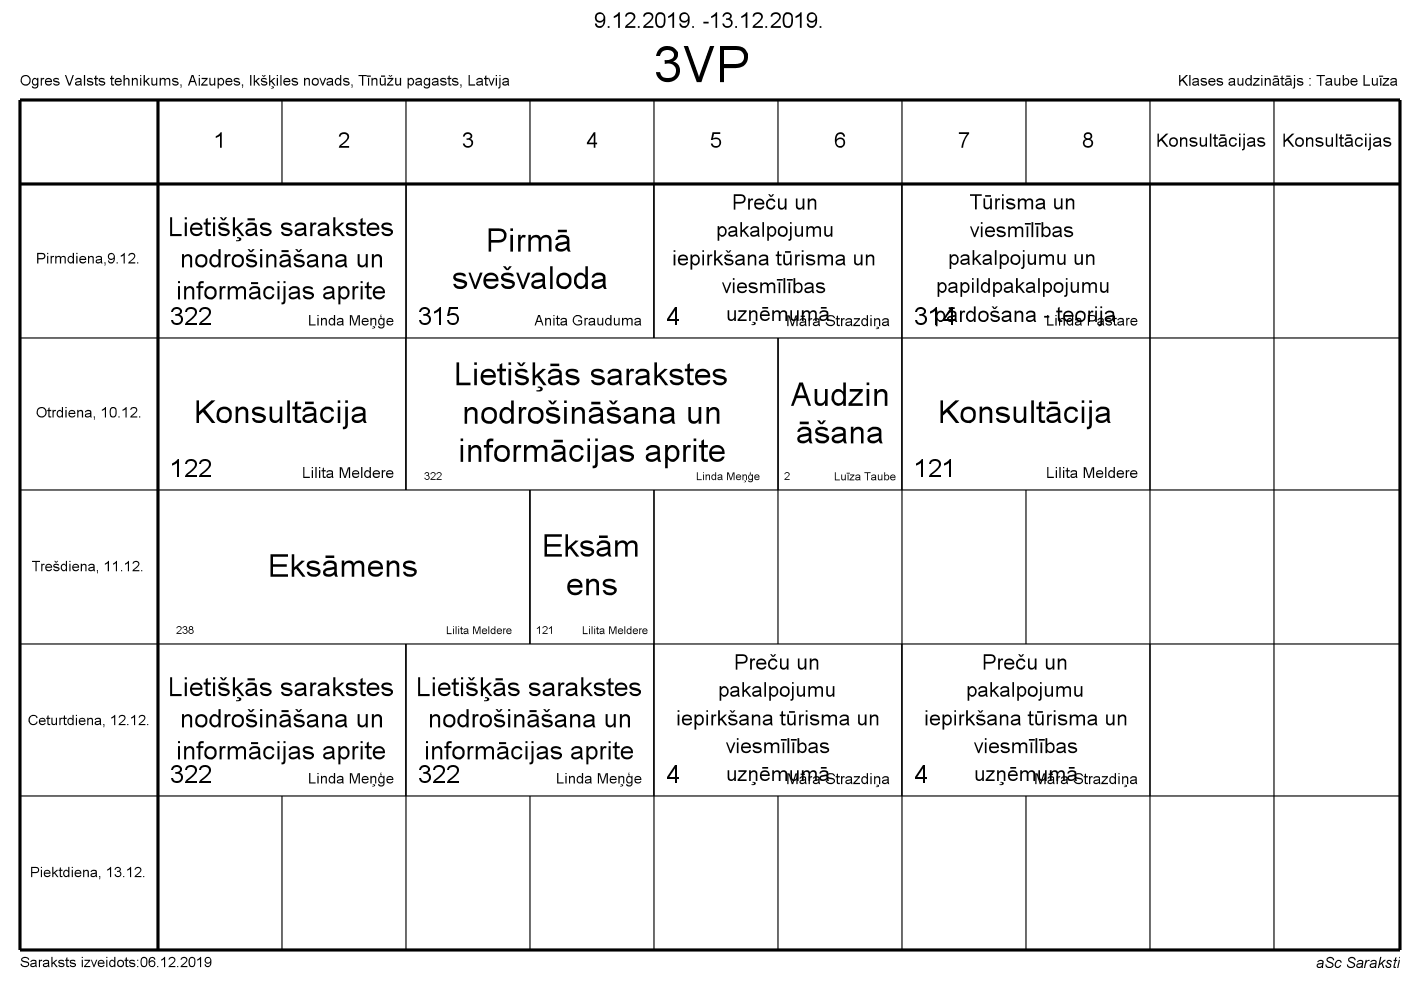 9.12.2019. -13.12.2019.
3VP
Ogres Valsts tehnikums, Aizupes, Ikšķiles novads, Tīnūžu pagasts, Latvija
Klases audzinātājs : Taube Luīza
1 2 3 4 5 6 7 8 Konsultācijas Konsultācijas
Pirmdiena,9.12.
Lietišķās sarakstes
nodrošināšana un
informācijas aprite
322 Linda Meņģe
Pirmā
svešvaloda
315 Anita Grauduma
Preču un
pakalpojumu
iepirkšana tūrisma un
viesmīlības
uzņēmumā
4 Māra Strazdiņa
Tūrisma un
viesmīlības
pakalpojumu un
papildpakalpojumu
pārdošana - teorija
314 Linda Pastare
Otrdiena, 10.12.
Konsultācija
122 Lilita Meldere
Lietišķās sarakstes
nodrošināšana un
informācijas aprite
322 Linda Meņģe
Audzin
āšana
2 Luīza Taube
Konsultācija
121 Lilita Meldere
Trešdiena, 11.12.
Eksāmens
238 Lilita Meldere
Eksām
ens
121 Lilita Meldere
Ceturtdiena, 12.12.
Lietišķās sarakstes
nodrošināšana un
informācijas aprite
322 Linda Meņģe
Lietišķās sarakstes
nodrošināšana un
informācijas aprite
322 Linda Meņģe
Preču un
pakalpojumu
iepirkšana tūrisma un
viesmīlības
uzņēmumā
4 Māra Strazdiņa
Preču un
pakalpojumu
iepirkšana tūrisma un
viesmīlības
uzņēmumā
4 Māra Strazdiņa
Piektdiena, 13.12.
Saraksts izveidots:06.12.2019
aSc Saraksti